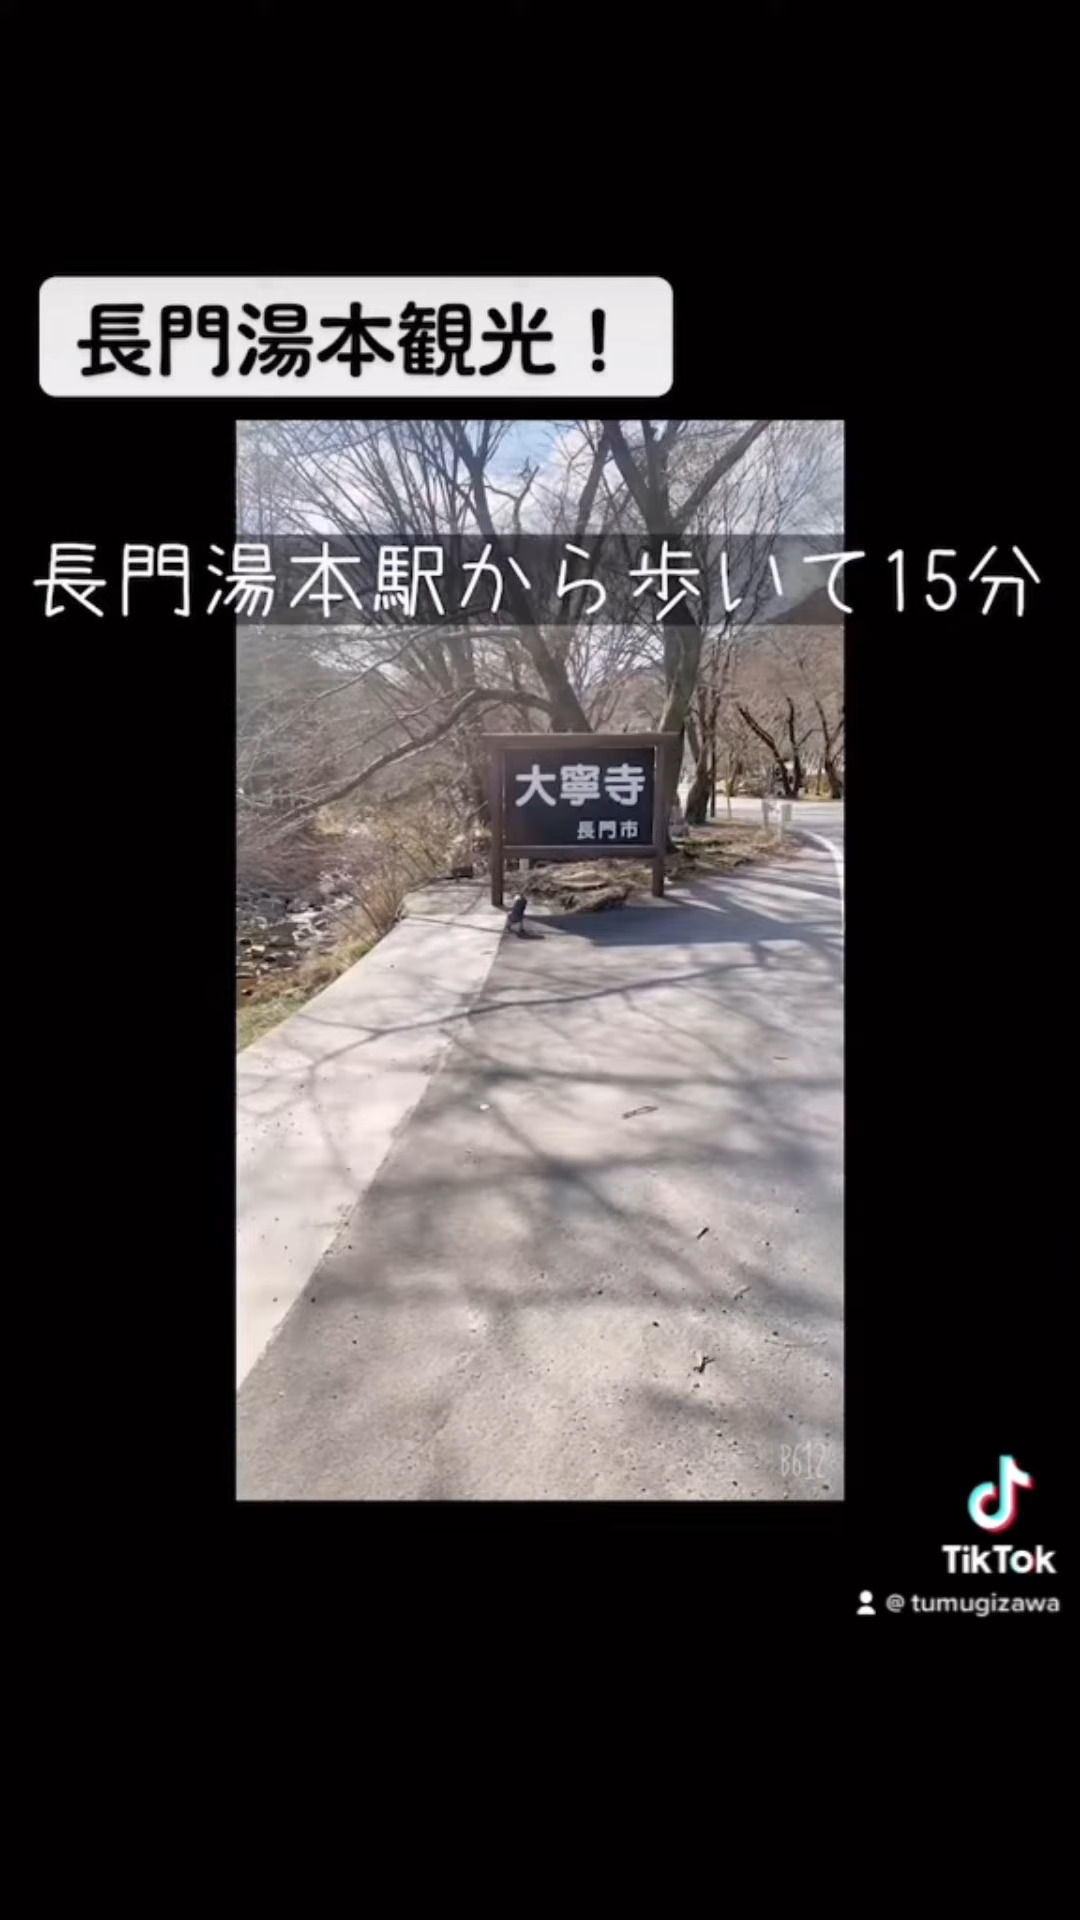 長門湯本観光！
長門湯本駅から歩いて15分
大寧寺
長門市
B612
TikTok
@ tumugizawa